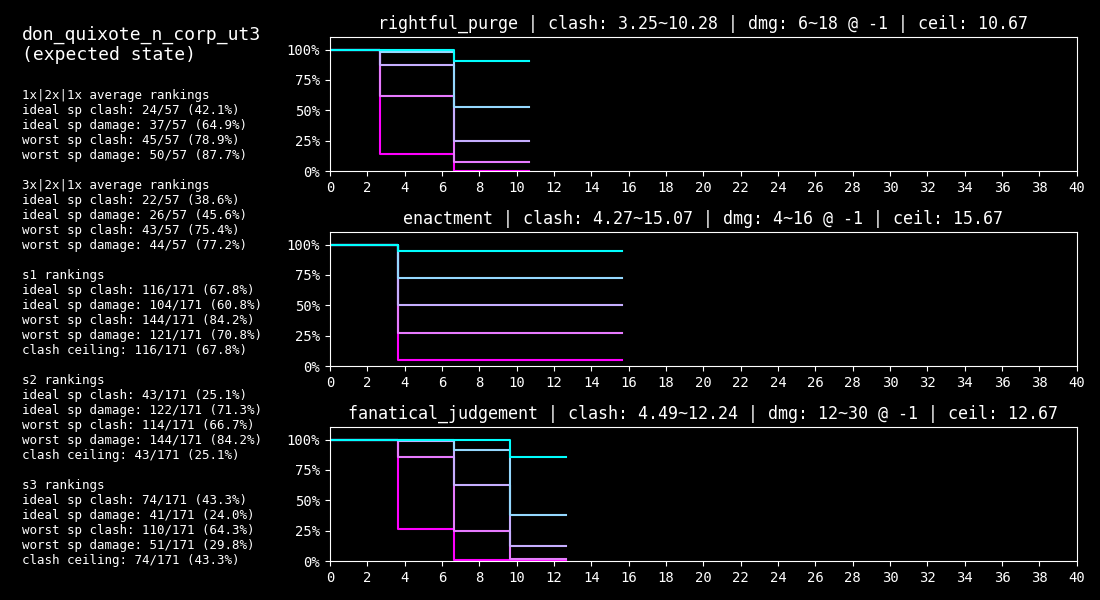 don_quixote_n_corp_ut3
(expected state)
1x|2x|1x average rankings
ideal sp clash: 24/57 (42.1%)
ideal sp damage: 37/57 (64.9%)
worst sp clash: 45/57 (78.9%)
worst sp damage: 50/57 (87.7%)
3x|2x|1x average rankings
ideal sp clash: 22/57 (38.6%)
ideal sp damage: 26/57 (45.6%)
worst sp clash: 43/57 (75.4%)
worst sp damage: 44/57 (77.2%)
s1 rankings
ideal sp clash: 116/171 (67.8%)
ideal sp damage: 104/171 (60.8%)
worst sp clash: 144/171 (84.2%)
worst sp damage: 121/171 (70.8%)
clash ceiling: 116/171 (67.8%)
s2 rankings
ideal sp clash: 43/171 (25.1%)
ideal sp damage: 122/171 (71.3%)
worst sp clash: 114/171 (66.7%)
worst sp damage: 144/171 (84.2%)
clash ceiling: 43/171 (25.1%)
s3 rankings
ideal sp clash: 74/171 (43.3%)
ideal sp damage: 41/171 (24.0%)
worst sp clash: 110/171 (64.3%)
worst sp damage: 51/171 (29.8%)
clash ceiling: 74/171 (43.3%)
rightful_purge | clash: 3.25~10.28 | dmg: 6~18 @ -1 | ceil: 10.67
100%
75%
50%
25%
0%
0 2 4 6 8 10 12 14 16 18 20 22 24 26 28 30 32 34 36 38 40
enactment | clash: 4.27~15.07 | dmg: 4~16 @ -1 | ceil: 15.67
100%
75%
50%
25%
0%
0 2 4 6 8 10 12 14 16 18 20 22 24 26 28 30 32 34 36 38 40
fanatical_judgement | clash: 4.49~12.24 | dmg: 12~30 @ -1 | ceil: 12.67
100%
75%
50%
25%
0%
0 2 4 6 8 10 12 14 16 18 20 22 24 26 28 30 32 34 36 38 40